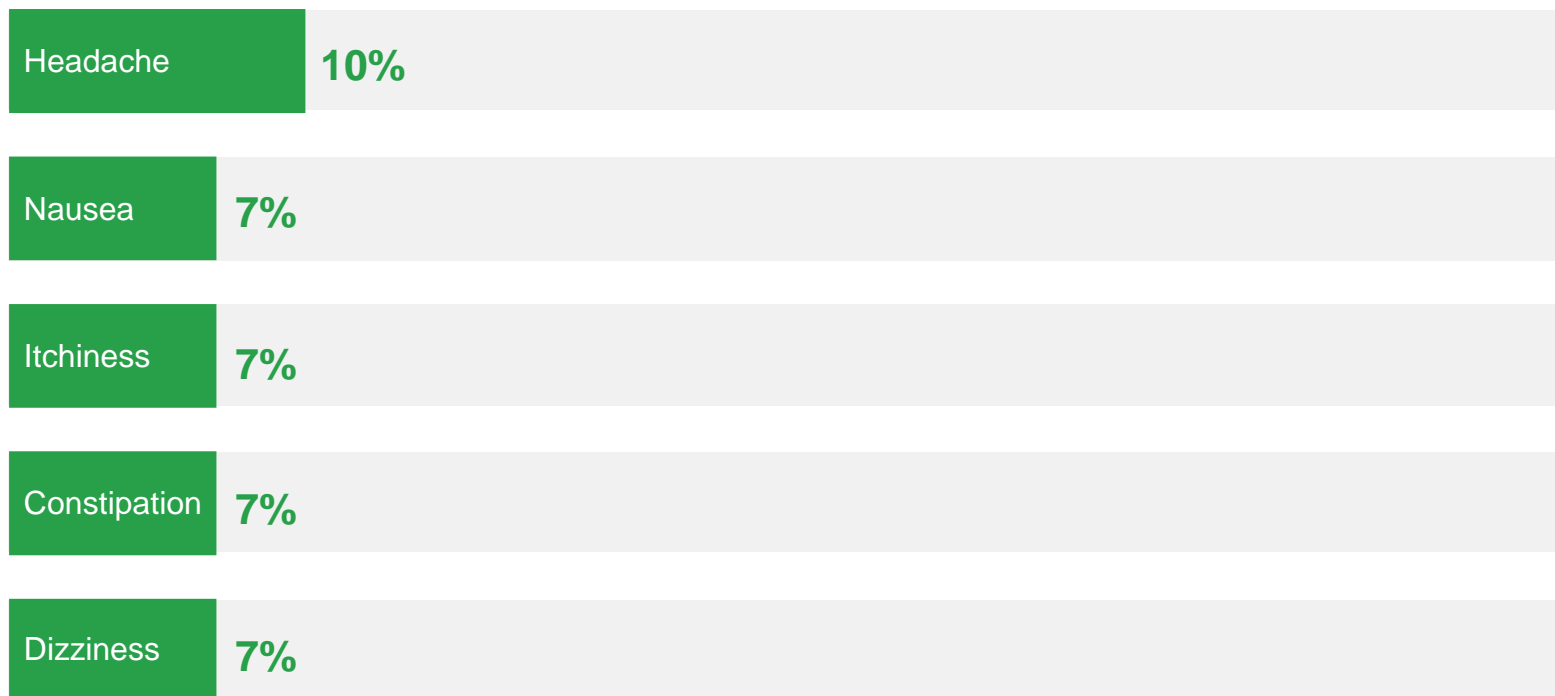 Headache 10%
Nausea 7%
Itchiness 7%
Constipation 7%
Dizziness 7%